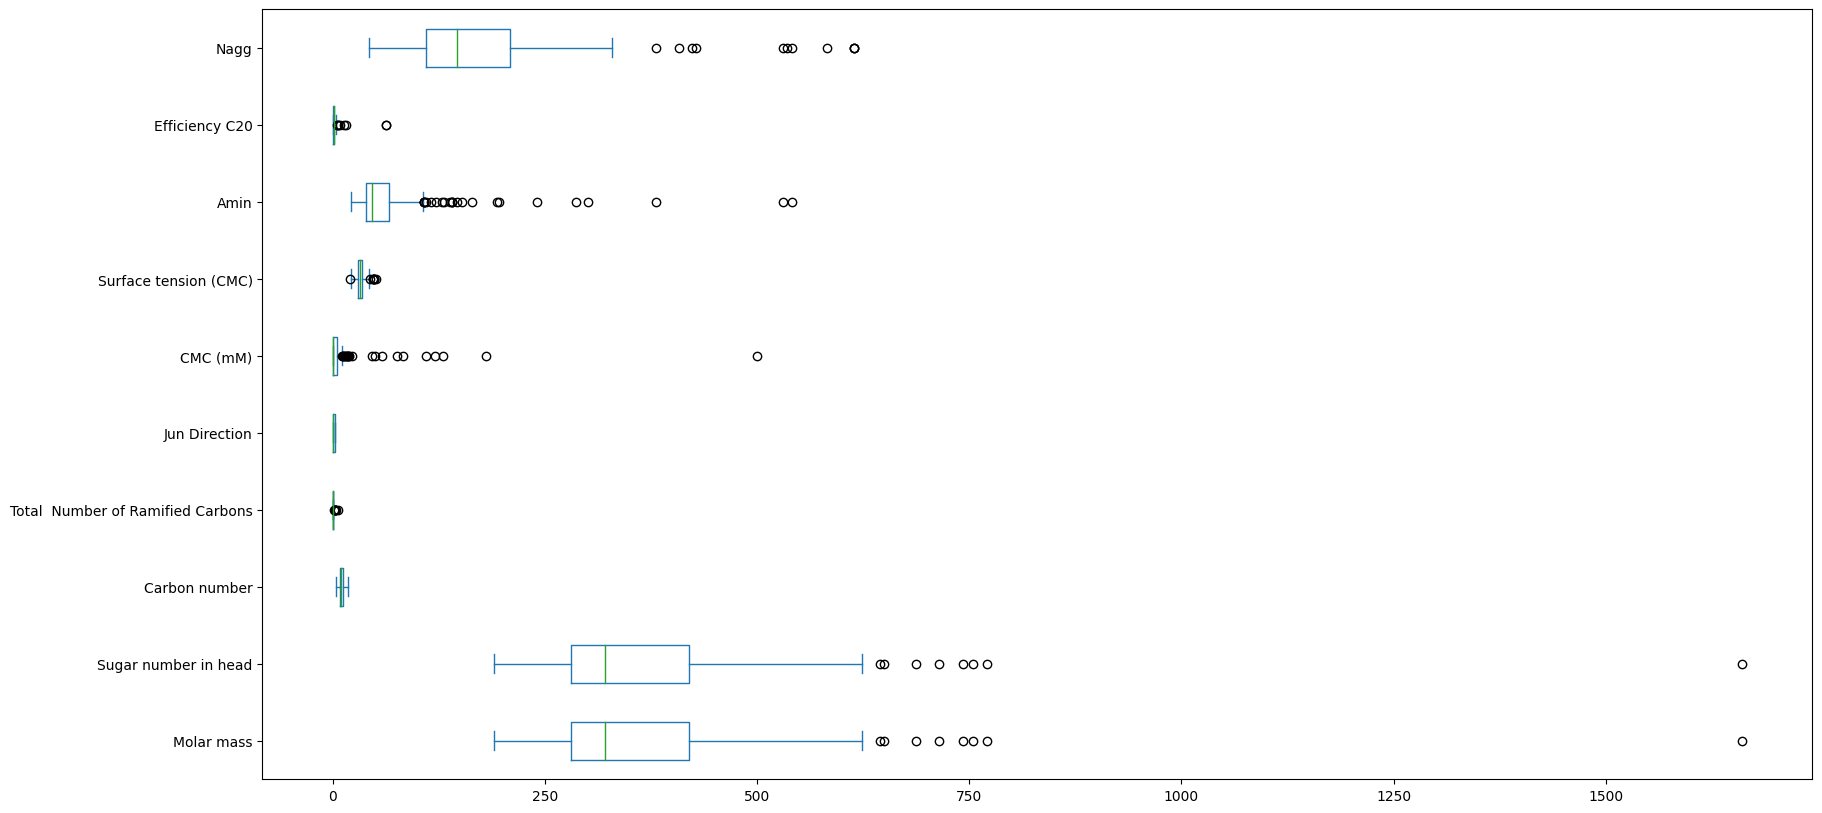 Nagg
Efficiency C20
Amin
Surface tension (CMC)
CMC (mM)
Jun Direction
Total  Number of Ramified Carbons
Carbon number
Sugar number in head
Molar mass
0 250 500 750 1000 1250 1500